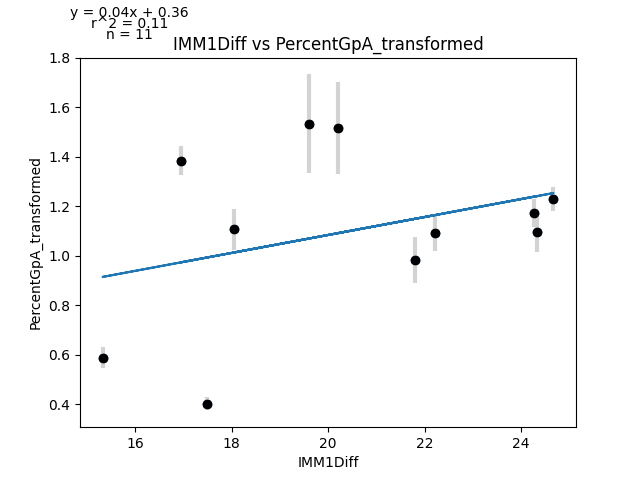 y = 0.04x + 0.36
r^2 = 0.11
n = 11
IMM1Diff vs PercentGpA_transformed
1.8
1.6
1.4
1.2
1.0
0.8
0.6
0.4
PercentGpA_transformed
16 18 20 22 24
IMM1Diff